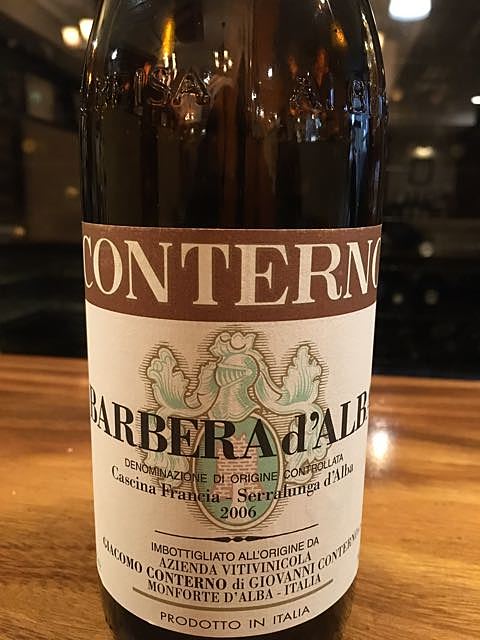 CONTERNO
BARBERA d'ALBA
DENOMINAZIONE DI ORIGINE CONTROLLATA
Cascina Francia - Serralunga d'Alba
2006
IMBOTTIGLIATO ALL'ORIGINE DA
AZIENDA VITIVINICOLA
GIACOMO CONTERNO di GIOVANNI CONTERNO
MONFORTE D'ALBA - ITALIA
PRODOTTO IN ITALIA